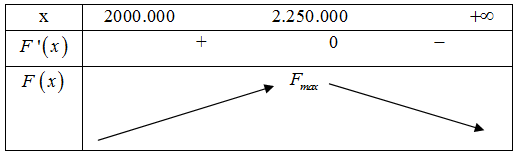 x 2000.000 2.250.000 +∞
F'(x) + 0 −
F(x) Fmax